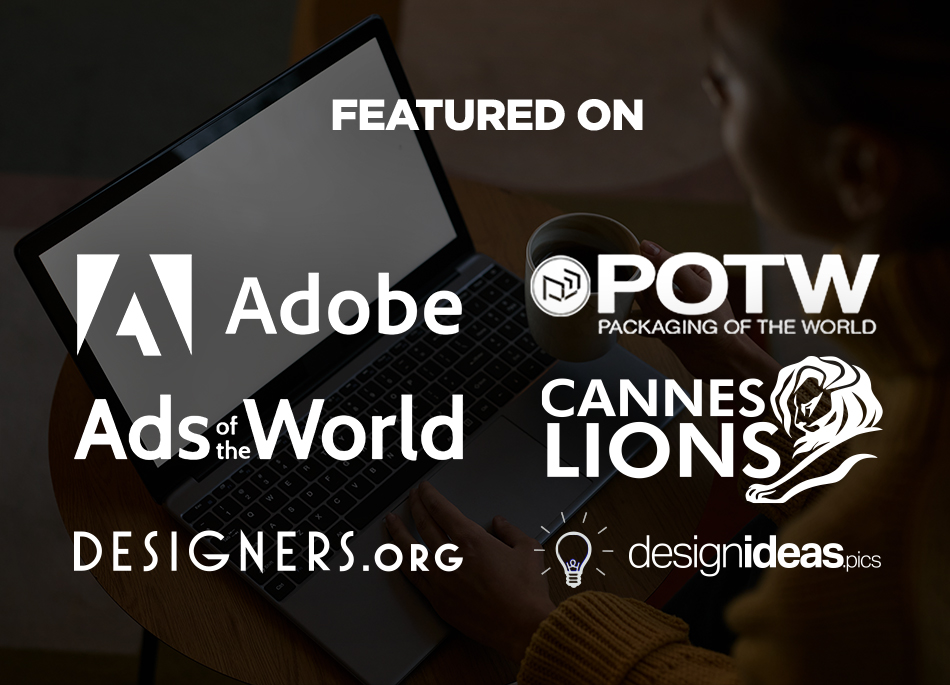 FEATURED ON
Adobe
POTW
PACKAGING OF THE WORLD
Ads of the World
CANNES
LIONS
DESIGNERS.ORG
designideas.pics